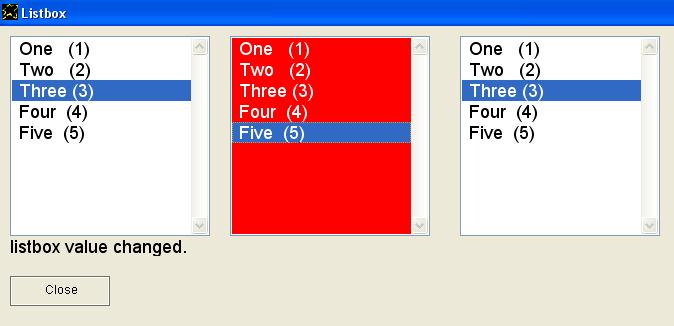 Listbox
One (1)
Two (2)
Three (3)
Four (4)
Five (5)
One (1)
Two (2)
Three (3)
Four (4)
Five (5)
One (1)
Two (2)
Three (3)
Four (4)
Five (5)
listbox value changed.
Close